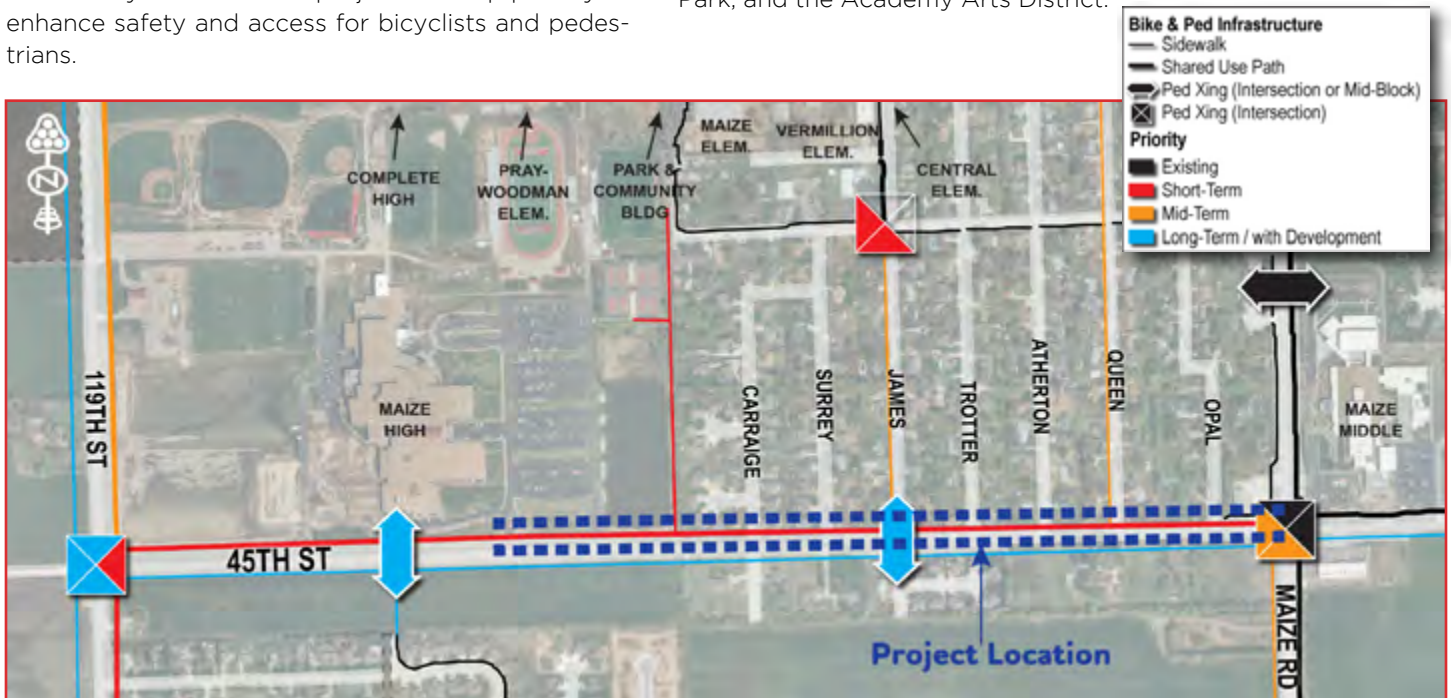 enhance safety and access for bicyclists and pedes-
trians.
Park, and the Academy Arts District.
Bike & Ped Infrastructure
Sidewalk
Shared Use Path
Ped Xing (Intersection or Mid-Block)
Ped Xing (Intersection)
Priority
Existing
Short-Term
Mid-Term
Long-Term / with Development
N
COMPLETE
HIGH
PRAY-
WOODMAN
ELEM.
PARK &
COMMUNITY
BLDG
MAIZE
ELEM.
VERMILLION
ELEM.
CENTRAL
ELEM.
119TH ST
MAIZE
HIGH
CARRAIGE
SURREY
JAMES
TROTTER
ATHERTON
QUEEN
OPAL
MAIZE
MIDDLE
45TH ST
MAIZE RD
Project Location